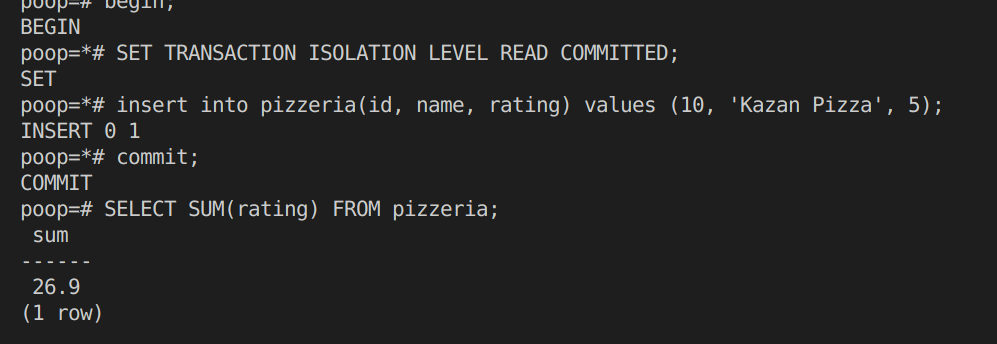 poop=# begin;
BEGIN
poop=*# SET TRANSACTION ISOLATION LEVEL READ COMMITTED;
SET
poop=*# insert into pizzeria(id, name, rating) values (10, 'Kazan Pizza', 5);
INSERT 0 1
poop=*# commit;
COMMIT
poop=# SELECT SUM(rating) FROM pizzeria;
sum
------
26.9
(1 row)